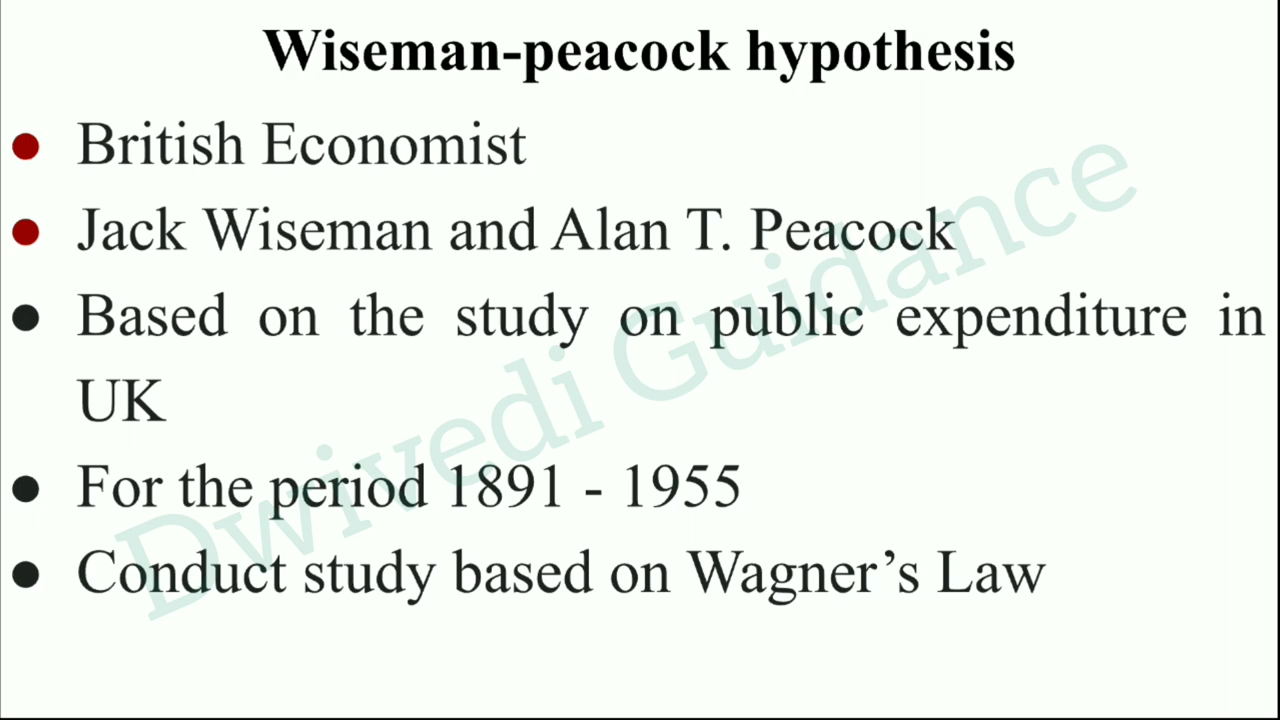 Wiseman-peacock hypothesis
● British Economist
● Jack Wiseman and Alan T. Peacock
● Based on the study on public expenditure in
UK
● For the period 1891 - 1955
● Conduct study based on Wagner’s Law
Dwivedi Guidance